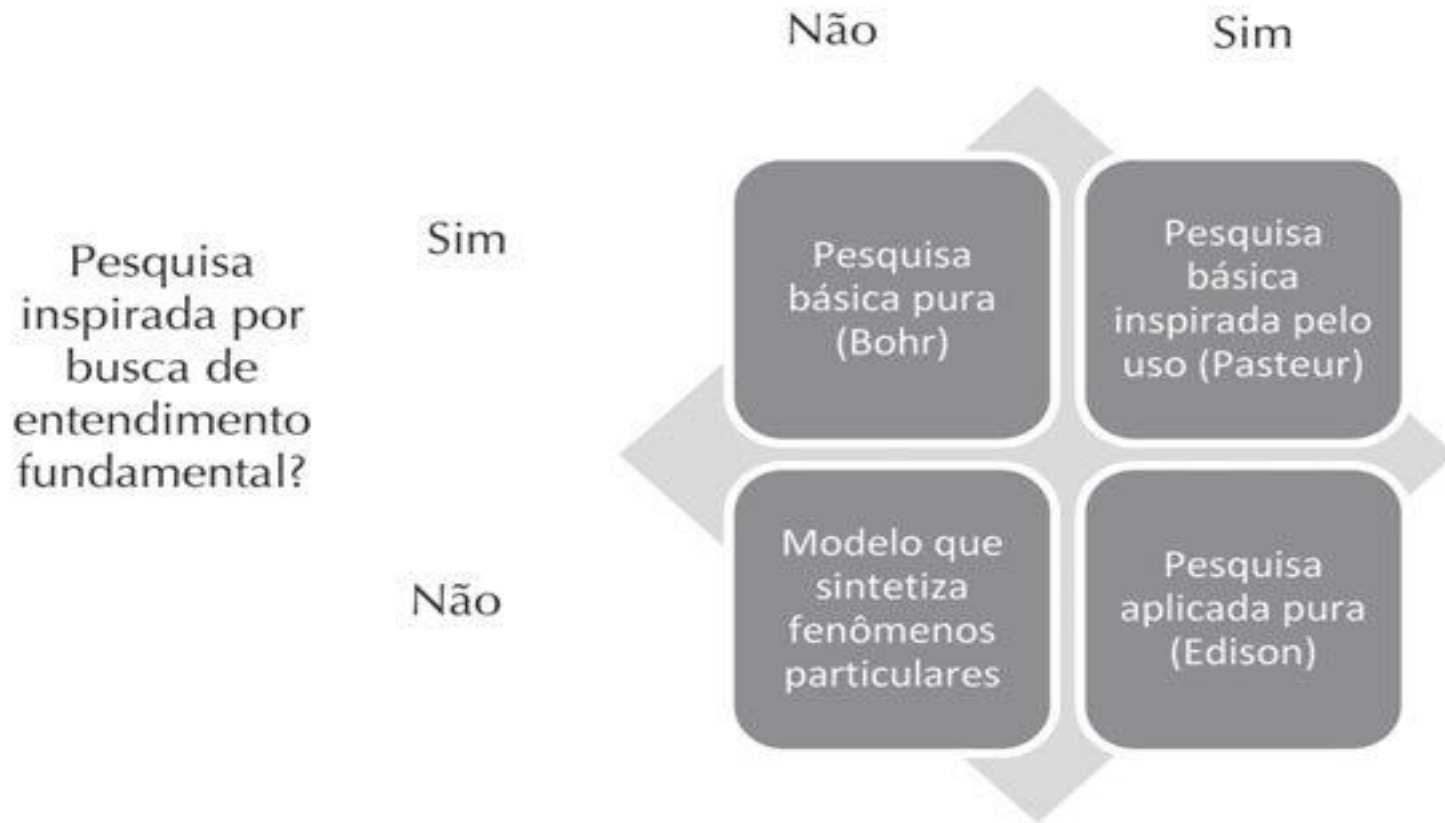 Não
Sim
Pesquisa
inspirada por
busca de
entendimento
fundamental?
Sim
Pesquisa
básica pura
(Bohr)
Pesquisa
básica
inspirada pelo
uso (Pasteur)
Não
Modelo que
sintetiza
fenômenos
particulares
Pesquisa
aplicada pura
(Edison)